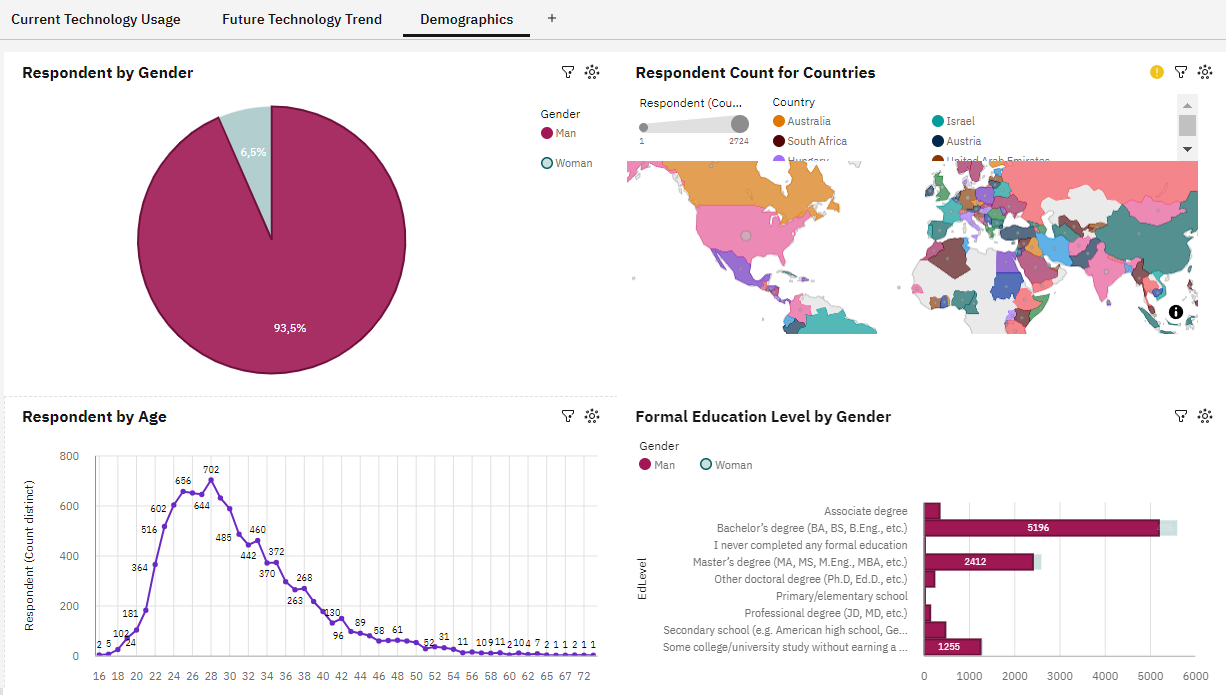 Current Technology Usage Future Technology Trend Demographics +
Respondent by Gender
Gender
Man
Woman
6,5%
93,5%
Respondent Count for Countries
Respondent (Cou...
1 2724
Country
Australia Israel
South Africa Austria
Hungary United Arab Emirates
Respondent by Age
Respondent (Count distinct)
800
600
400
200
0
2 5 24 102 181 364 516 602 656 644 702 485 442 460 370 372 263 268 130 96 89 58 61 52 31 11 10 9 11 2 10 4 7 2 1 1 2 1 1
16 18 20 22 24 26 28 30 32 34 36 38 40 42 44 46 48 50 52 54 56 58 60 62 65 67 72
Formal Education Level by Gender
Gender
Man Woman
EdLevel
Associate degree
Bachelor’s degree (BA, BS, B.Eng., etc.) 5196
I never completed any formal education
Master’s degree (MA, MS, M.Eng., MBA, etc.) 2412
Other doctoral degree (Ph.D, Ed.D., etc.)
Primary/elementary school
Professional degree (JD, MD, etc.)
Secondary school (e.g. American high school, Ge...
Some college/university study without earning a ... 1255
0 1000 2000 3000 4000 5000 6000